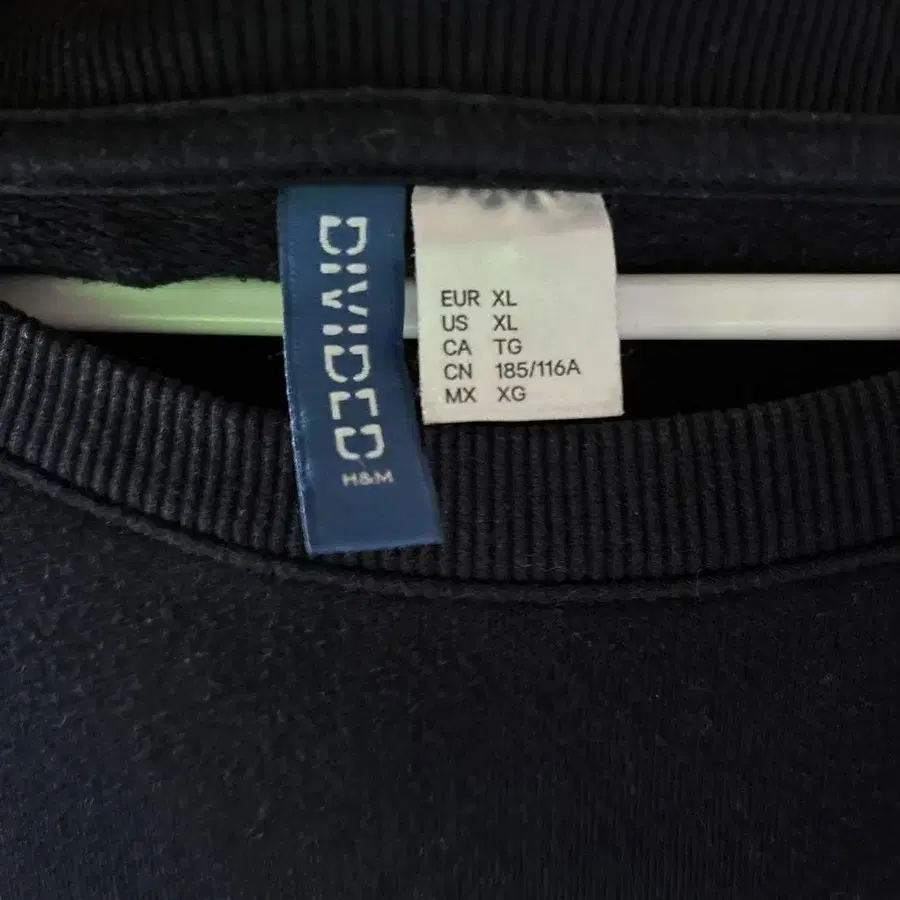 DIVIDED
H&M
EUR XL
US XL
CA TG
CN 185/116A
MX XG